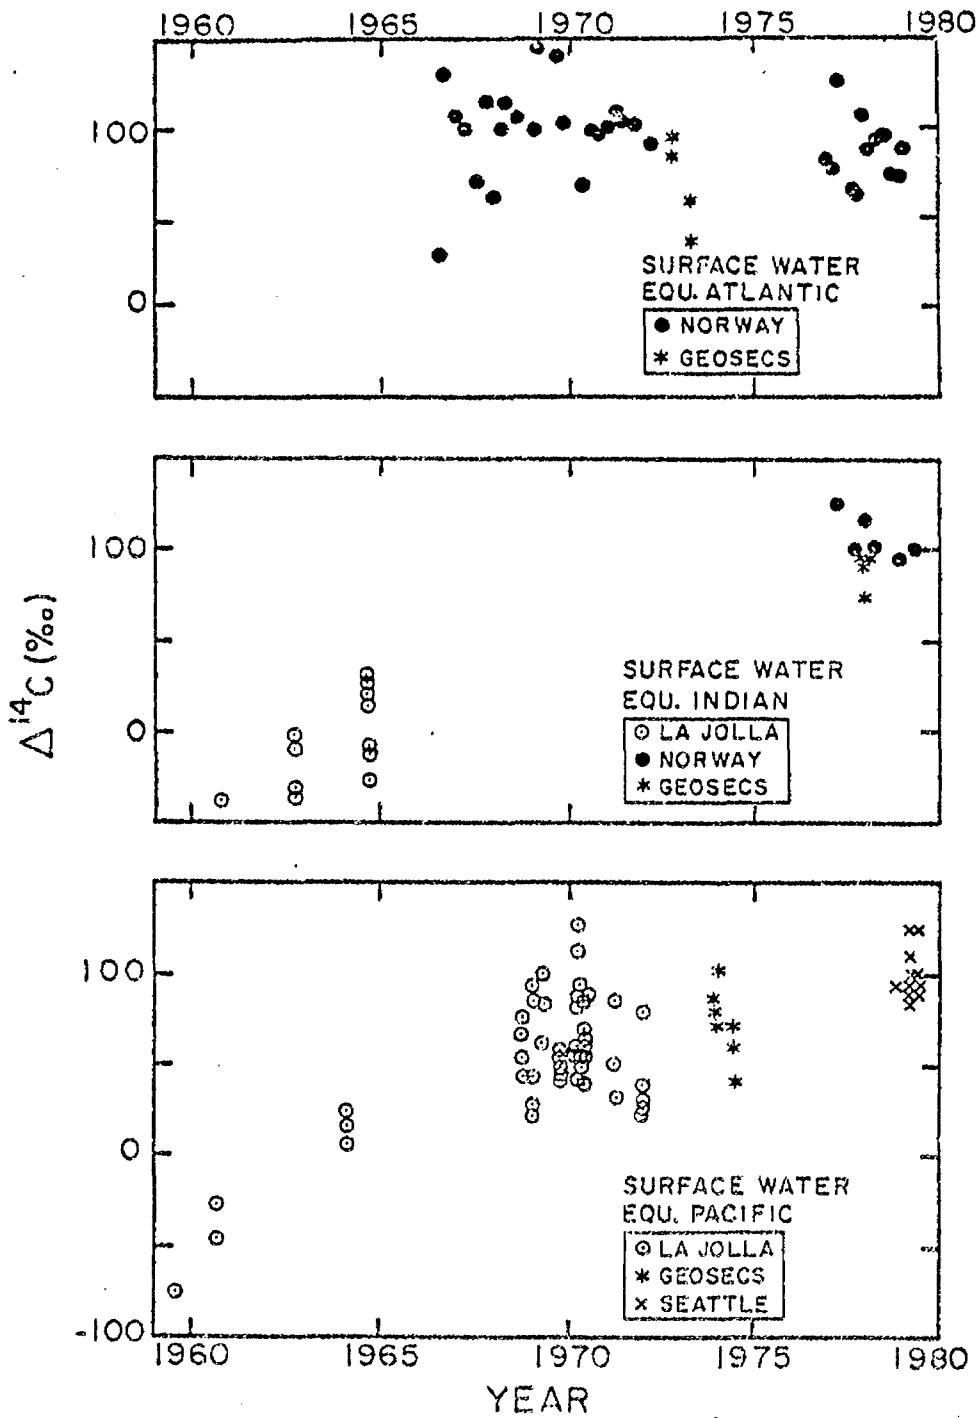 1960 1965 1970 1975 1980
100
0
SURFACE WATER
EQU. ATLANTIC
● NORWAY
* GEOSECS
100
0
SURFACE WATER
EQU. INDIAN
⊙ LA JOLLA
● NORWAY
* GEOSECS
Δ14C (‰)
100
0
-100
SURFACE WATER
EQU. PACIFIC
⊙ LA JOLLA
* GEOSECS
× SEATTLE
1960 1965 1970 1975 1980
YEAR